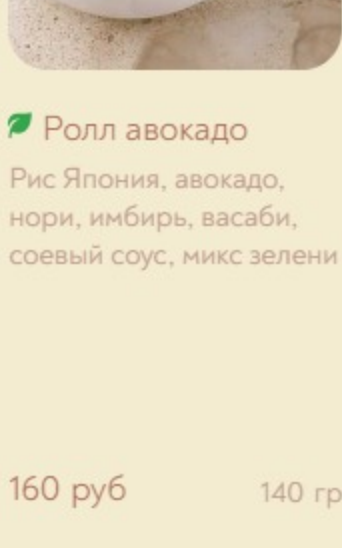 Ролл авокадо
Рис Япония, авокадо,
нори, имбирь, васаби,
соевый соус, микс зелени
160 руб 140 гр